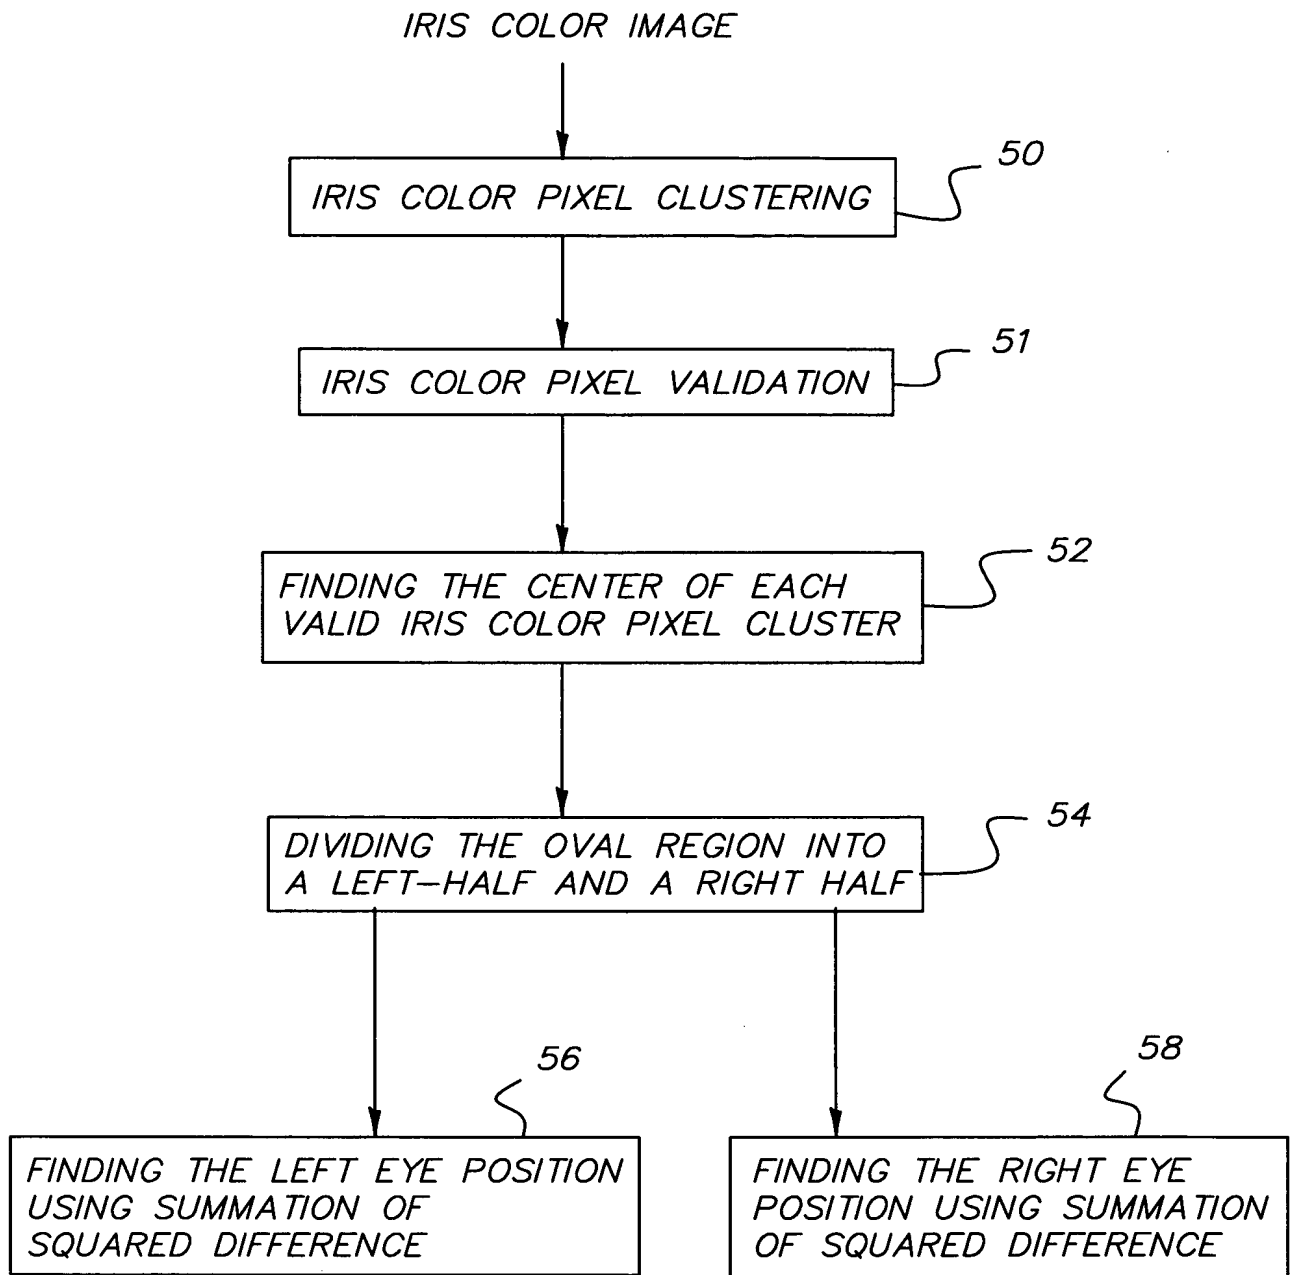 IRIS COLOR IMAGE
50
IRIS COLOR PIXEL CLUSTERING
51
IRIS COLOR PIXEL VALIDATION
52
FINDING THE CENTER OF EACH
VALID IRIS COLOR PIXEL CLUSTER
54
DIVIDING THE OVAL REGION INTO
A LEFT-HALF AND A RIGHT HALF
56
FINDING THE LEFT EYE POSITION
USING SUMMATION OF
SQUARED DIFFERENCE
58
FINDING THE RIGHT EYE
POSITION USING SUMMATION
OF SQUARED DIFFERENCE